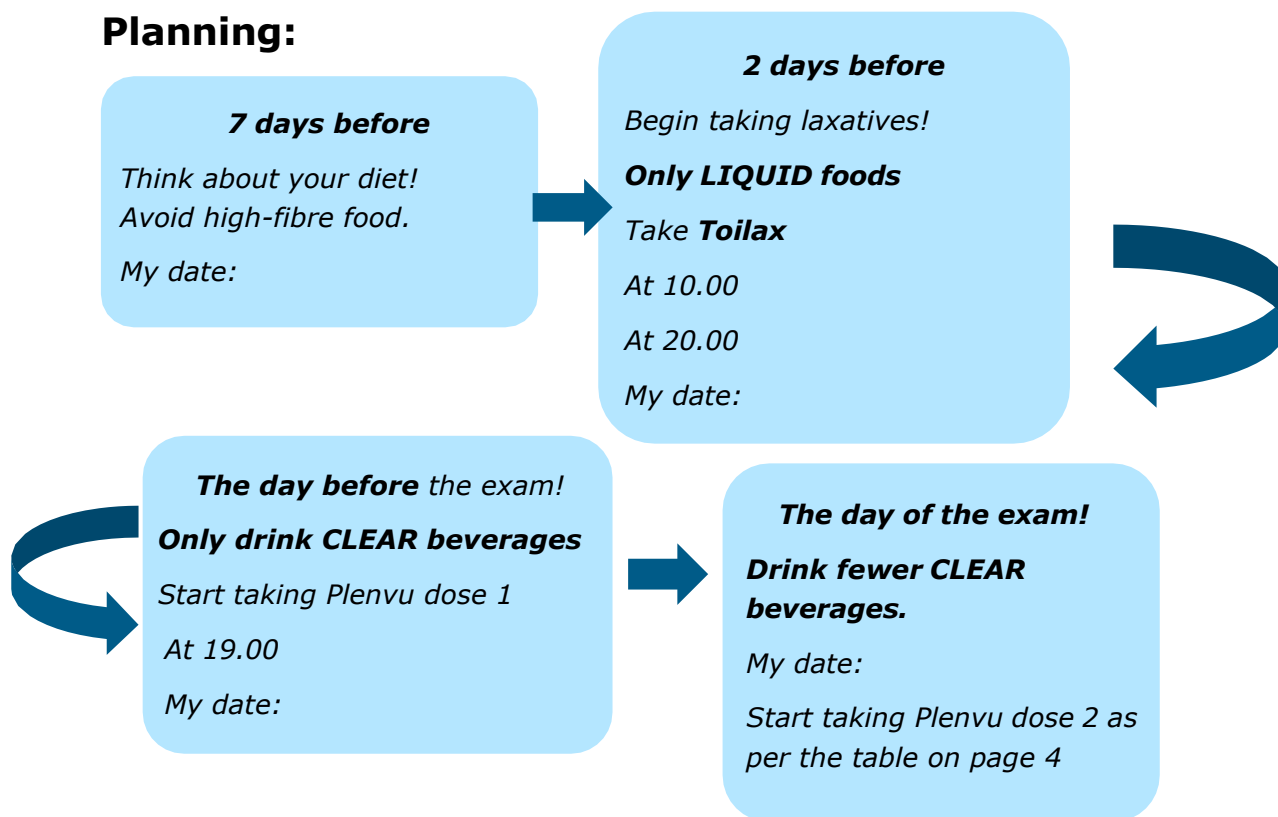 Planning:
7 days before
Think about your diet!
Avoid high-fibre food.
My date:
2 days before
Begin taking laxatives!
Only LIQUID foods
Take Toilax
At 10.00
At 20.00
My date:
The day before the exam!
Only drink CLEAR beverages
Start taking Plenvu dose 1
At 19.00
My date:
The day of the exam!
Drink fewer CLEAR
beverages.
My date:
Start taking Plenvu dose 2 as
per the table on page 4